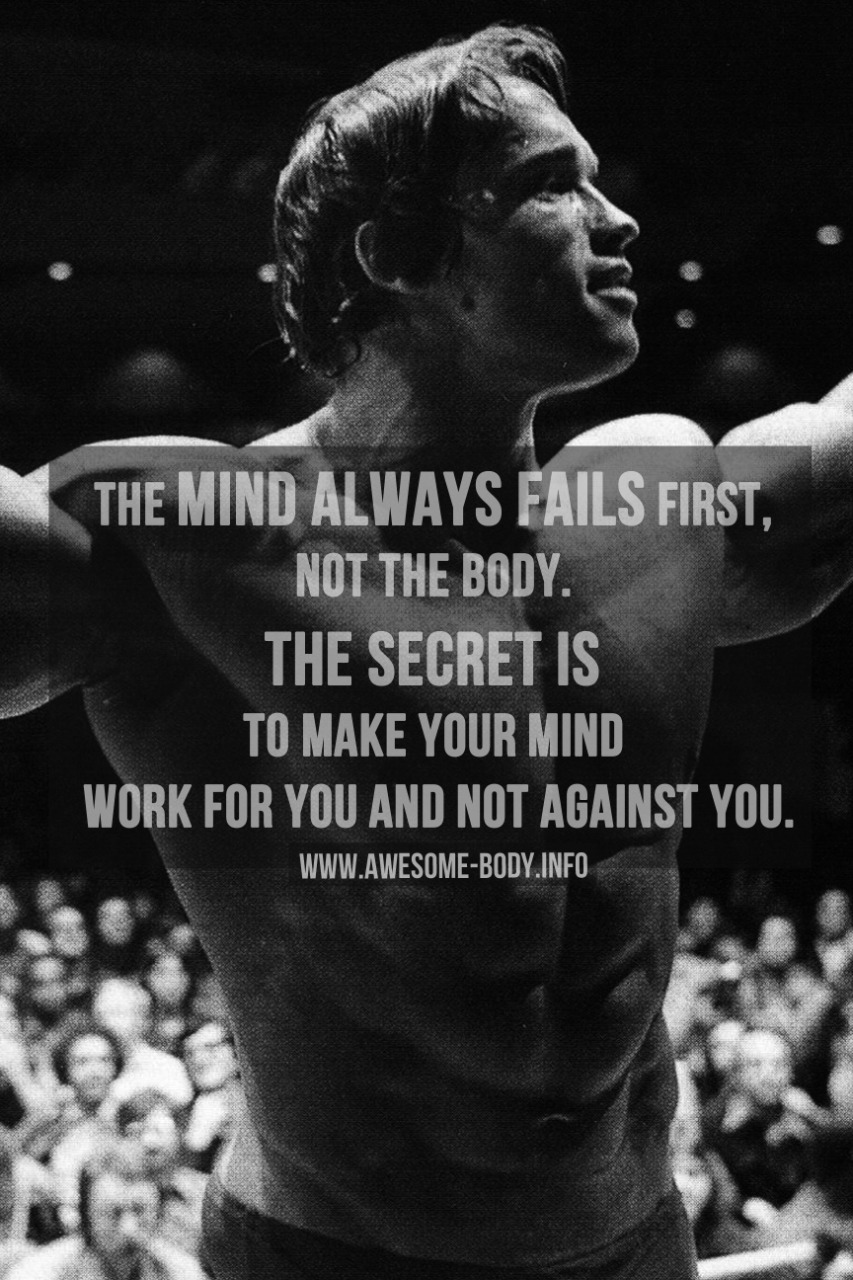 THE MIND ALWAYS FAILS FIRST,
NOT THE BODY.
THE SECRET IS
TO MAKE YOUR MIND
WORK FOR YOU AND NOT AGAINST YOU.
WWW.AWESOME-BODY.INFO